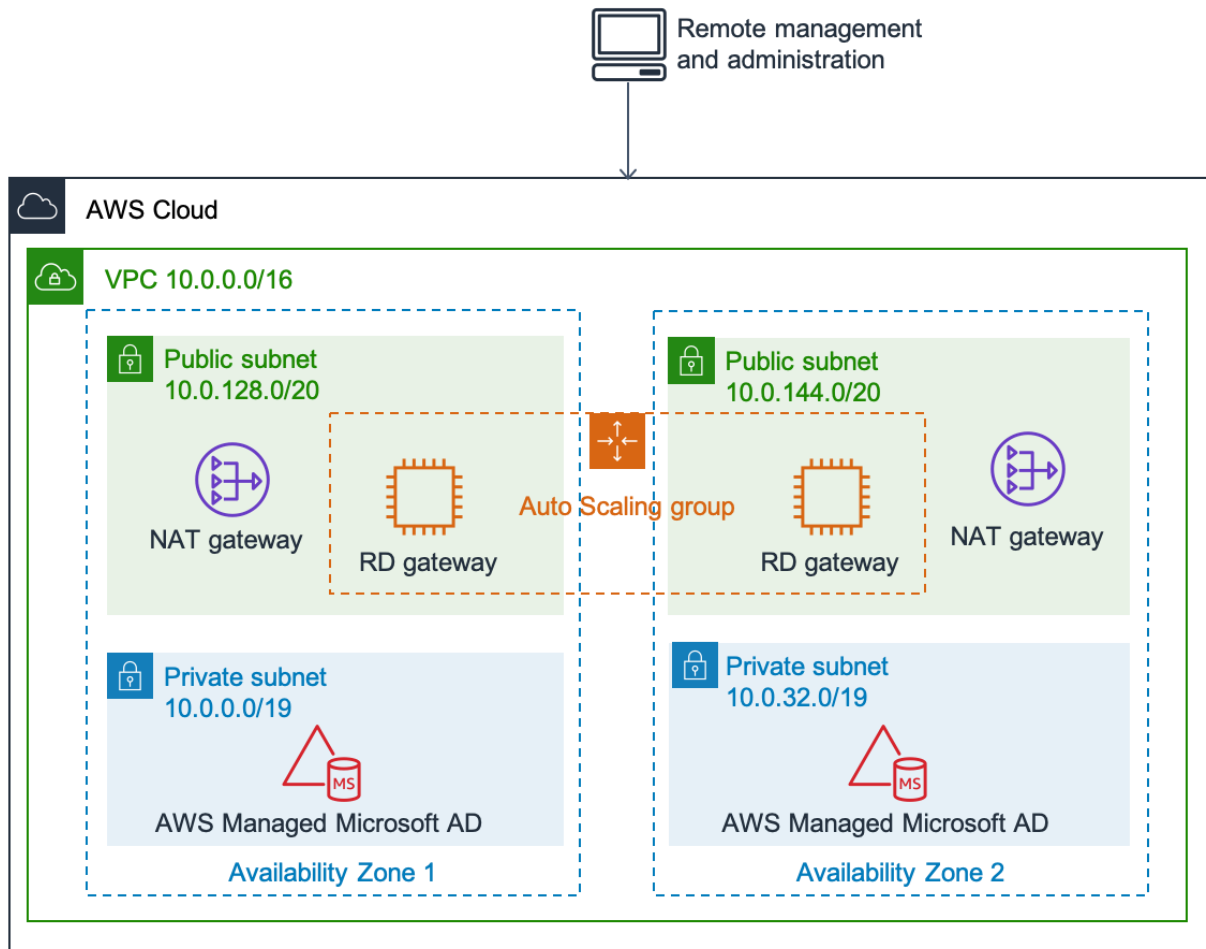 Remote management
and administration
AWS Cloud
VPC 10.0.0.0/16
Public subnet
10.0.128.0/20
Public subnet
10.0.144.0/20
NAT gateway
RD gateway
Auto Scaling group
RD gateway
NAT gateway
Private subnet
10.0.0.0/19
Private subnet
10.0.32.0/19
MS
AWS Managed Microsoft AD
MS
AWS Managed Microsoft AD
Availability Zone 1
Availability Zone 2